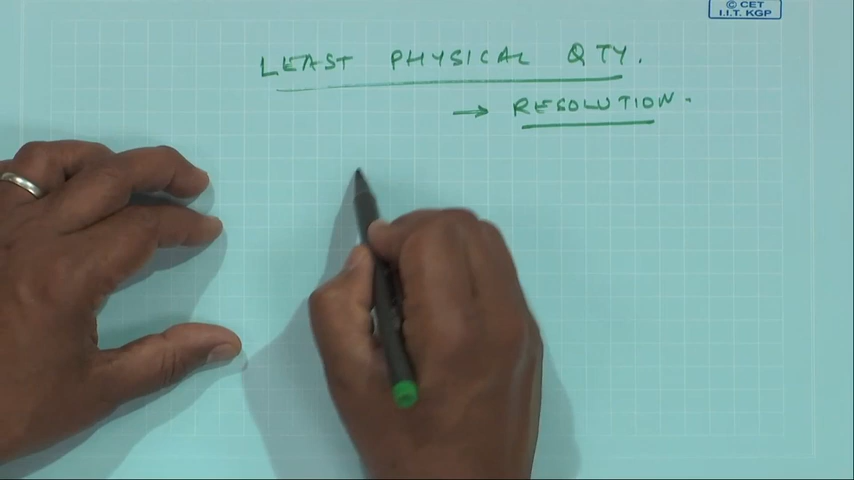 © CET
I.I.T. KGP
LEAST PHYSICAL QTY.
→ RESOLUTION.